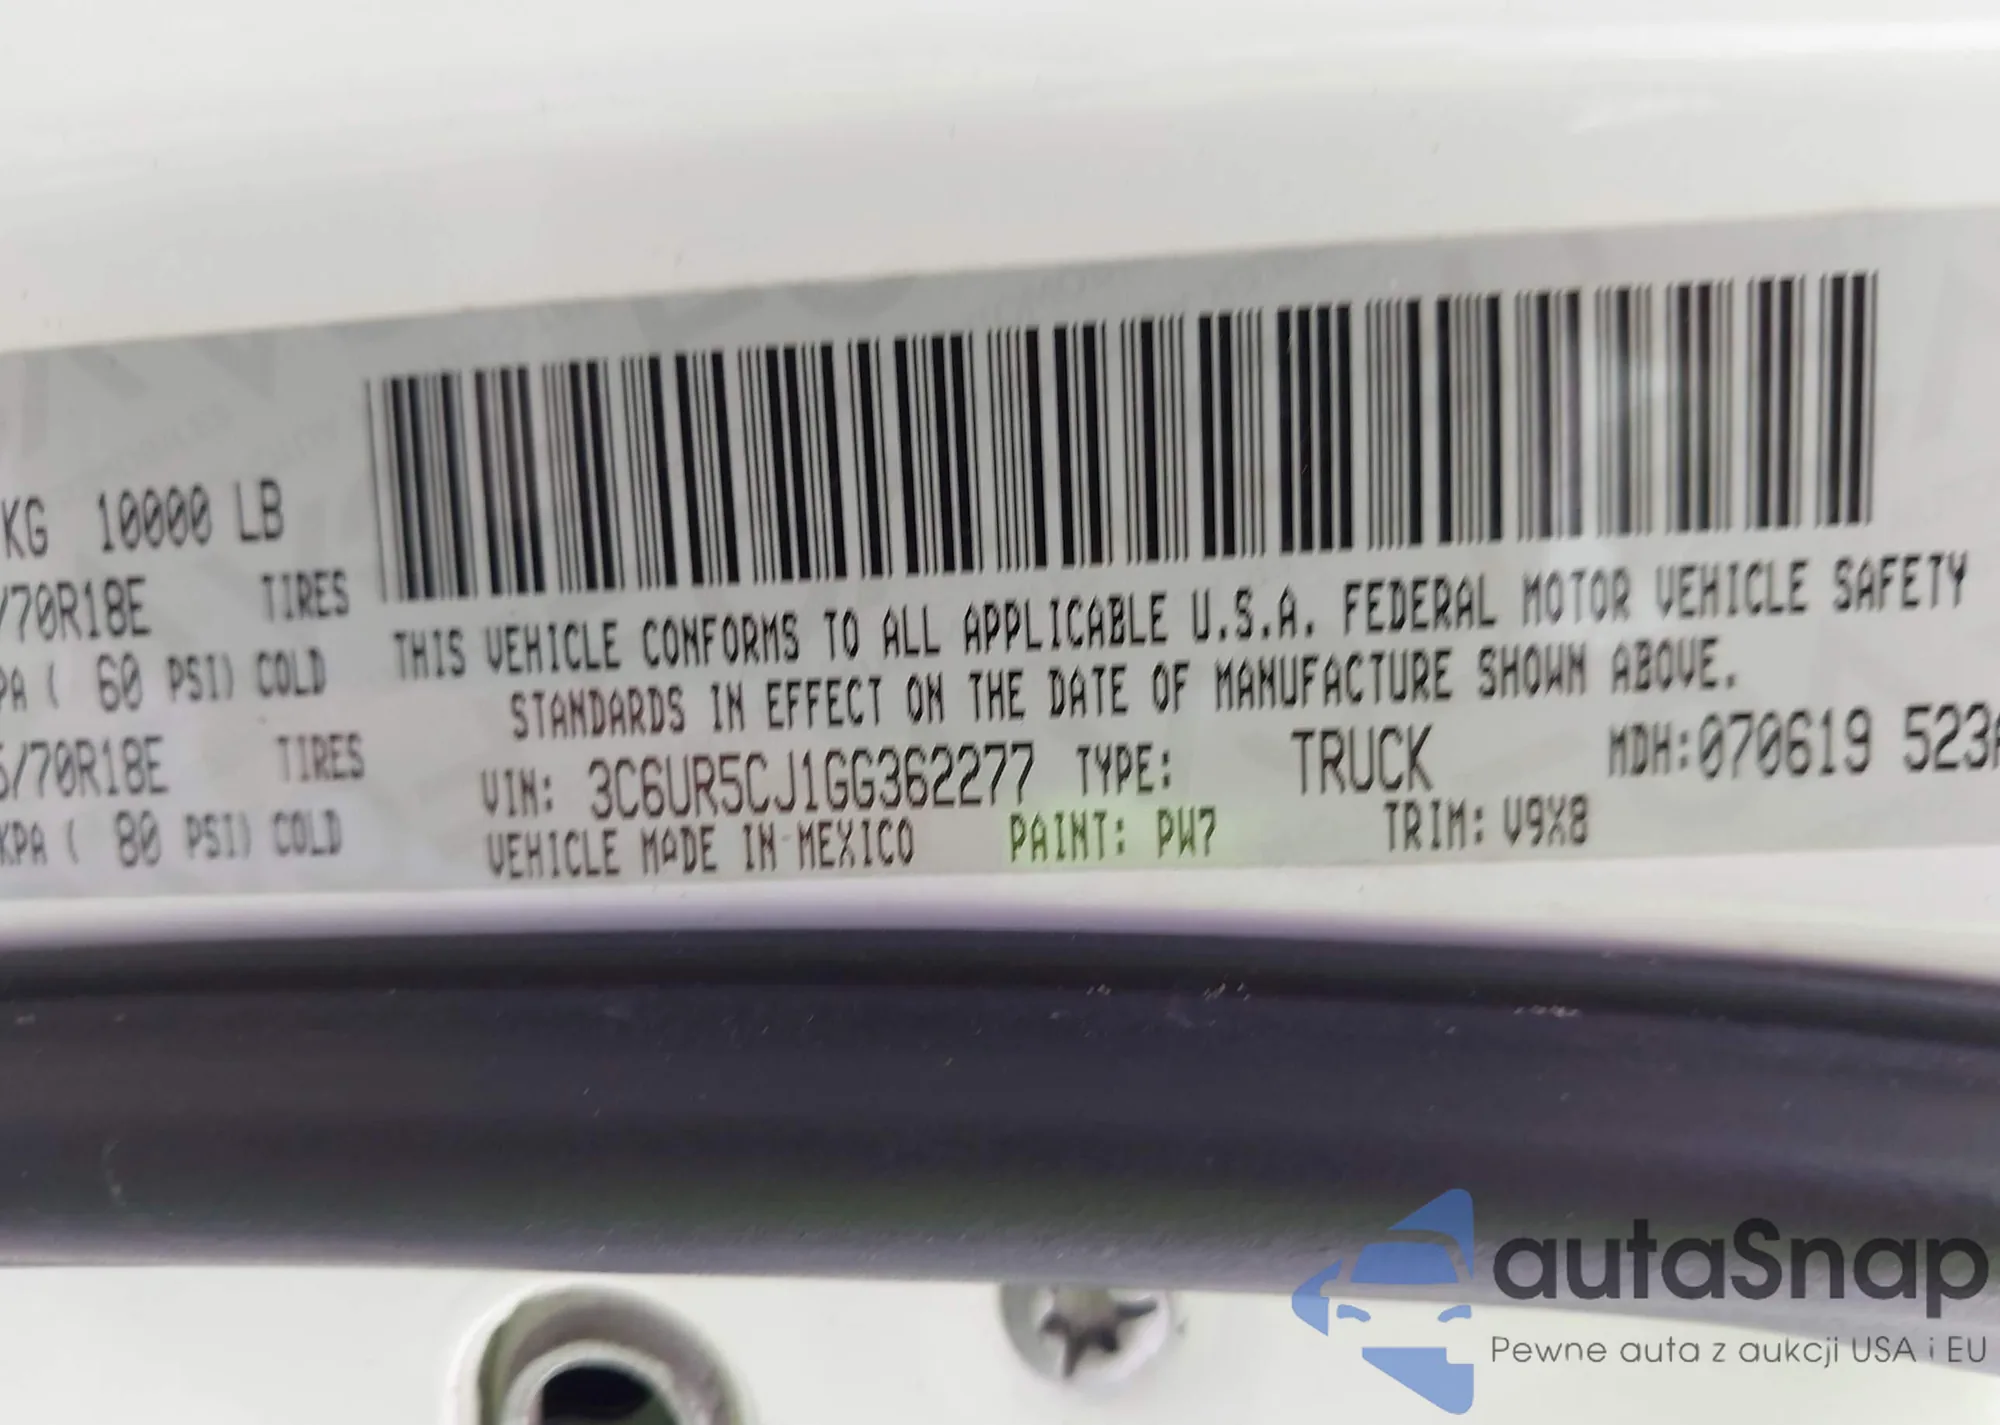 KG 10000 LB
/70R18E TIRES
PA ( 60 PSI) COLD
5/70R18E TIRES
KPA ( 80 PSI) COLD
THIS VEHICLE CONFORMS TO ALL APPLICABLE U.S.A. FEDERAL MOTOR VEHICLE SAFETY
STANDARDS IN EFFECT ON THE DATE OF MANUFACTURE SHOWN ABOVE.
VIN: 3C6UR5CJ1GG362277 TYPE: TRUCK MDH:070619 523A
VEHICLE MADE IN MEXICO PAINT: PW7 TRIM: V9X8
autaSnap
Pewne auta z aukcji USA i EU